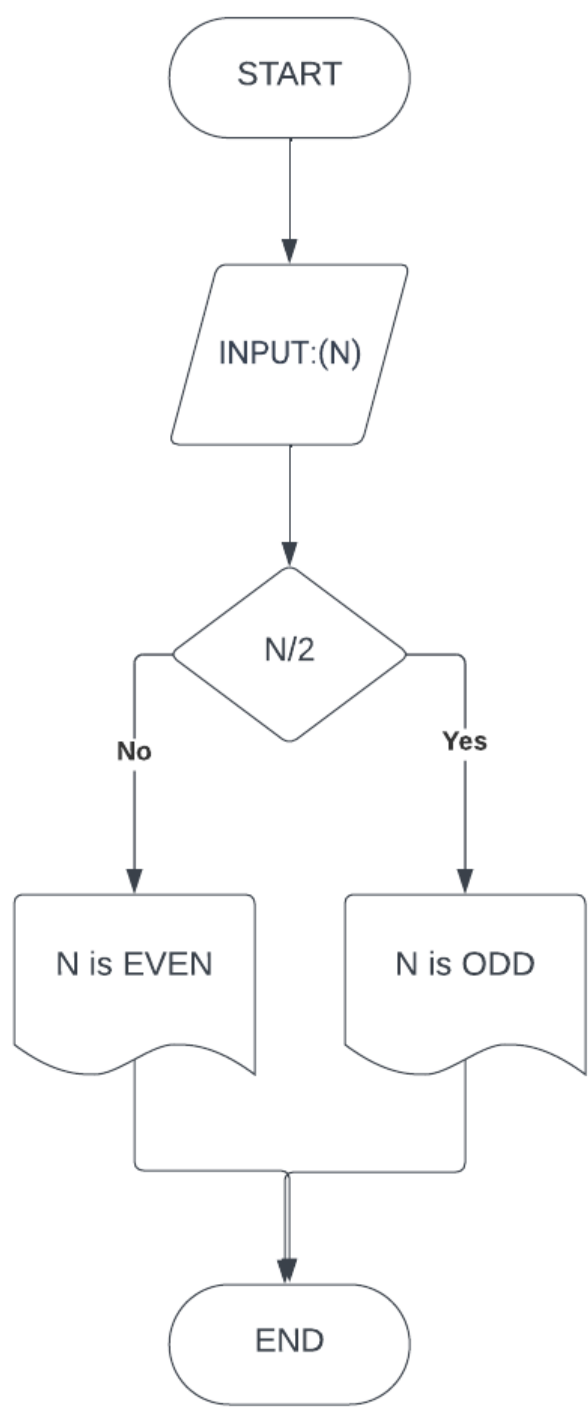 START
INPUT:(N)
N/2
No
Yes
N is EVEN
N is ODD
END